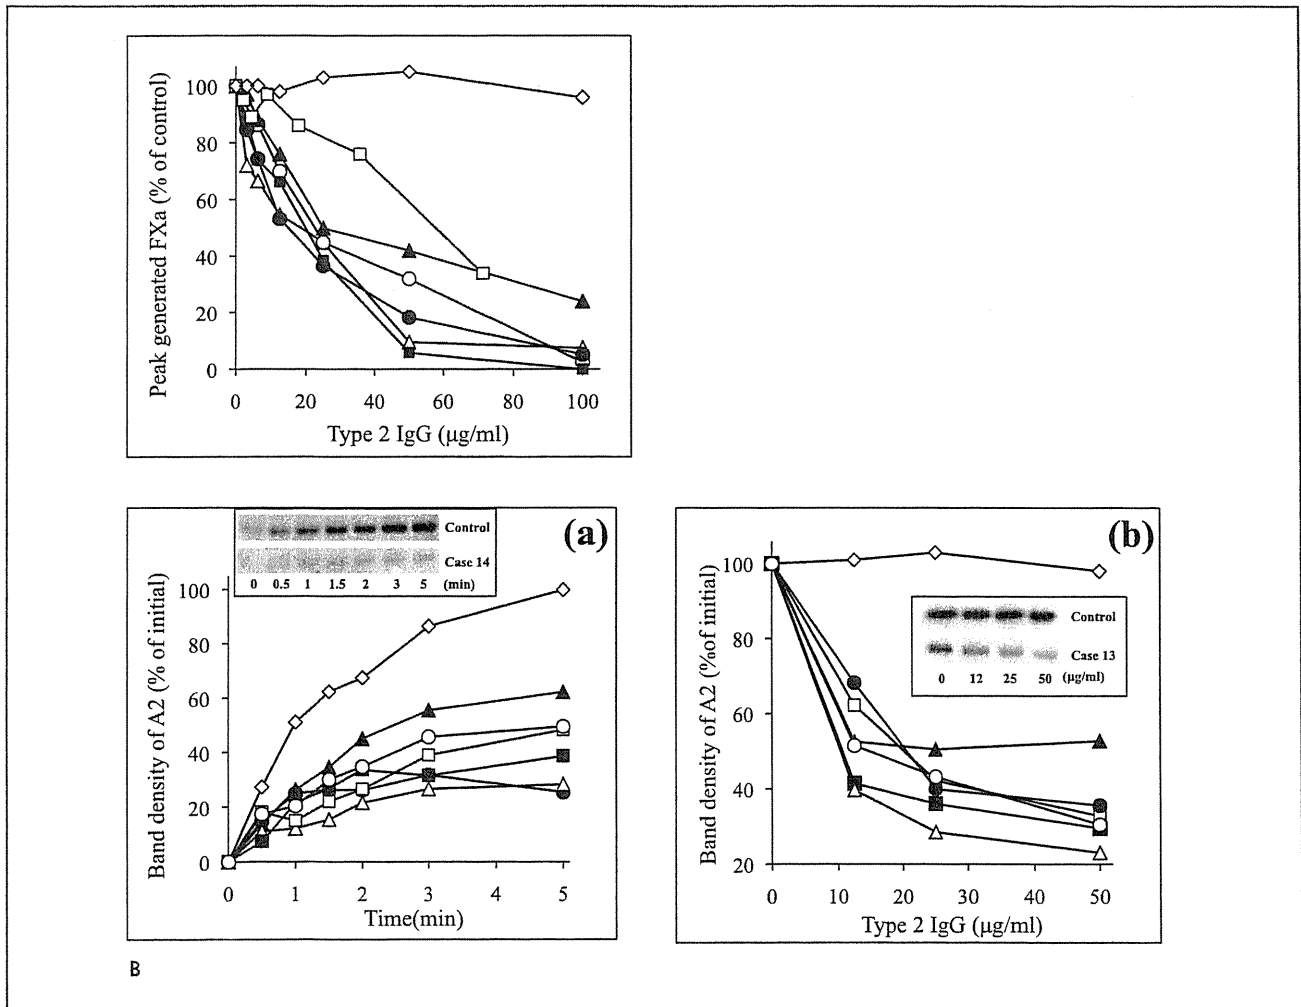 Peak generated FXa (% of control)
100
80
60
40
20
0
0 20 40 60 80 100
Type 2 IgG (μg/ml)
(a)
Control
Case 14
0 0.5 1 1.5 2 3 5 (min)
Band density of A2 (% of initial)
100
80
60
40
20
0
0 1 2 3 4 5
Time(min)
(b)
Control
Case 13
0 12 25 50 (μg/ml)
Band density of A2 (%of initial)
100
80
60
40
20
0 10 20 30 40 50
Type 2 IgG (μg/ml)
B